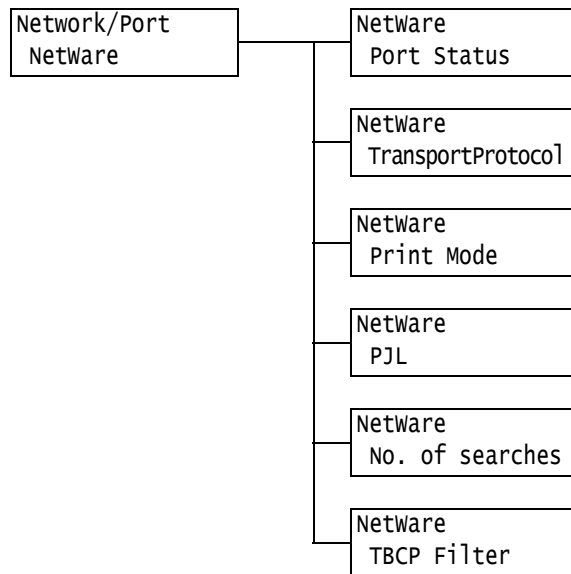 Network/Port
NetWare
NetWare
Port Status
NetWare
TransportProtocol
NetWare
Print Mode
NetWare
PJL
NetWare
No. of searches
NetWare
TBCP Filter